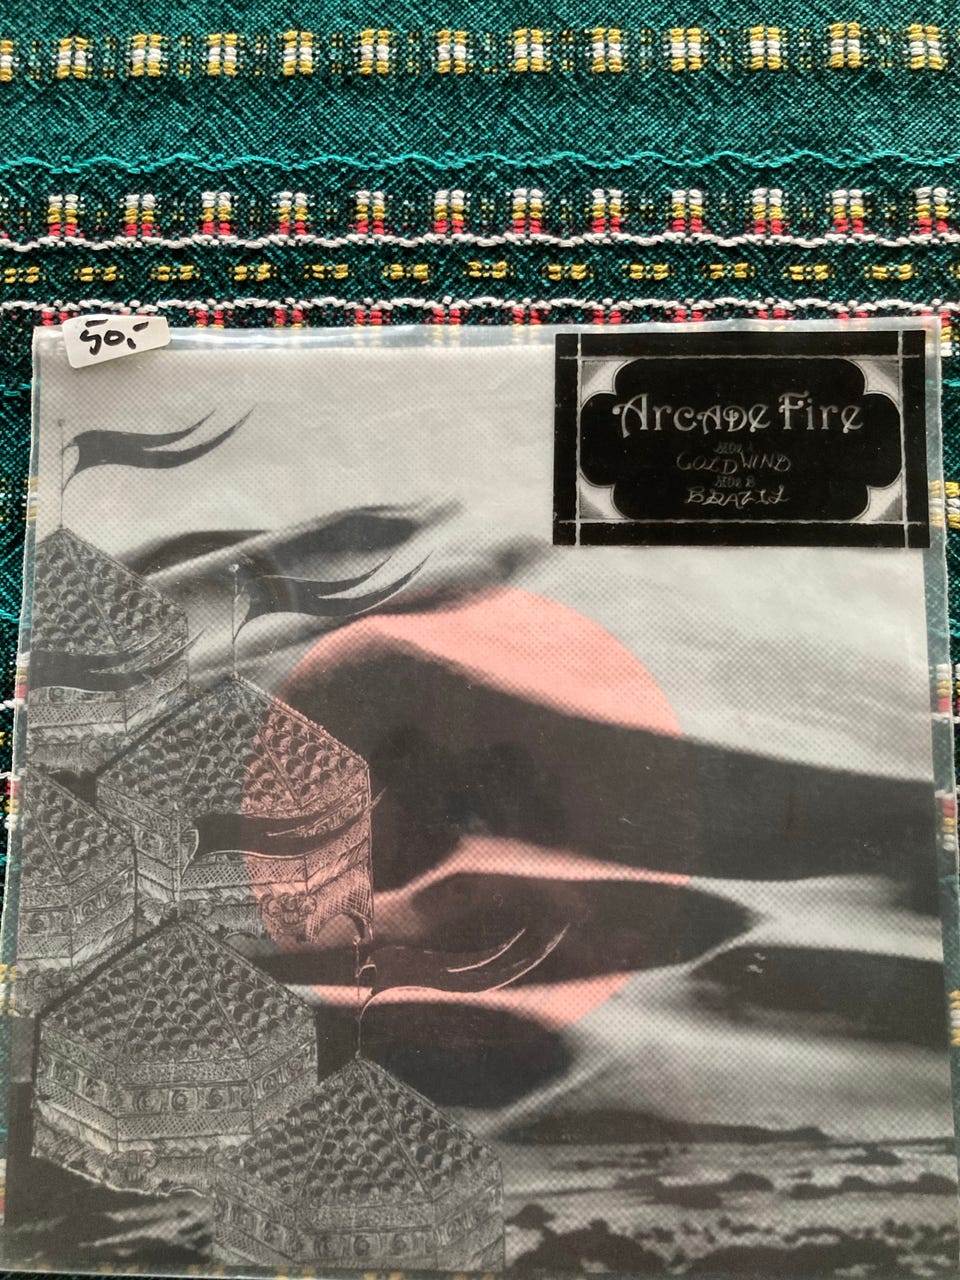 50,-
Arcade Fire
SIDE A
COLD WIND
SIDE B
BRAZIL